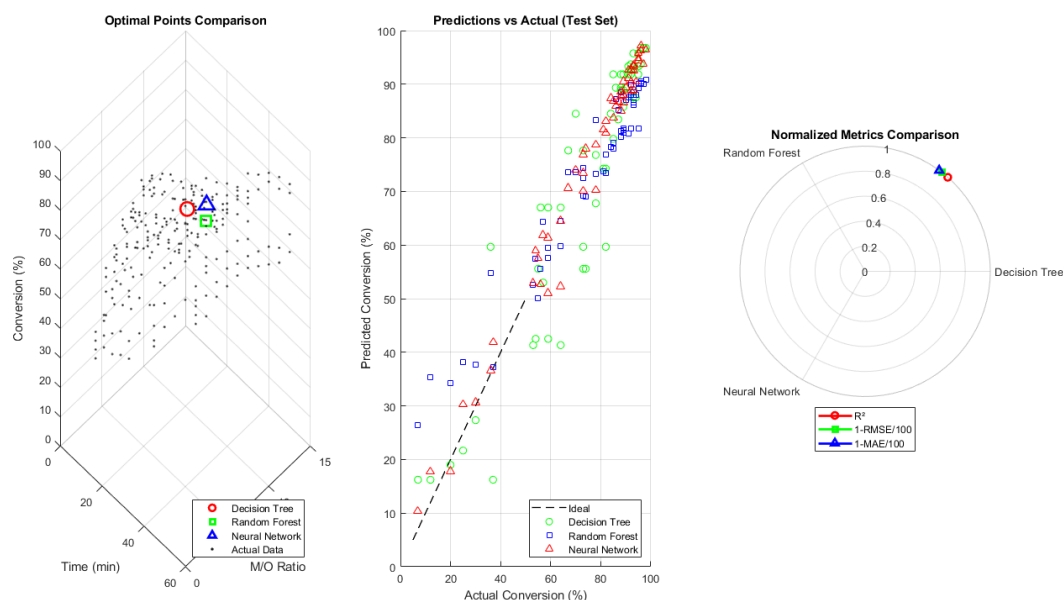 Optimal Points Comparison
100
90
80
70
60
50
40
30
20
10
0
Conversion (%)
0
20
40
60
Time (min)
0
15
M/O Ratio
Decision Tree
Random Forest
Neural Network
Actual Data
Predictions vs Actual (Test Set)
100
90
80
70
60
50
40
30
20
10
0
Predicted Conversion (%)
0
20
40
60
80
100
Actual Conversion (%)
Ideal
Decision Tree
Random Forest
Neural Network
Normalized Metrics Comparison
Random Forest
1
0.8
0.6
0.4
0.2
0
Decision Tree
Neural Network
R²
1-RMSE/100
1-MAE/100